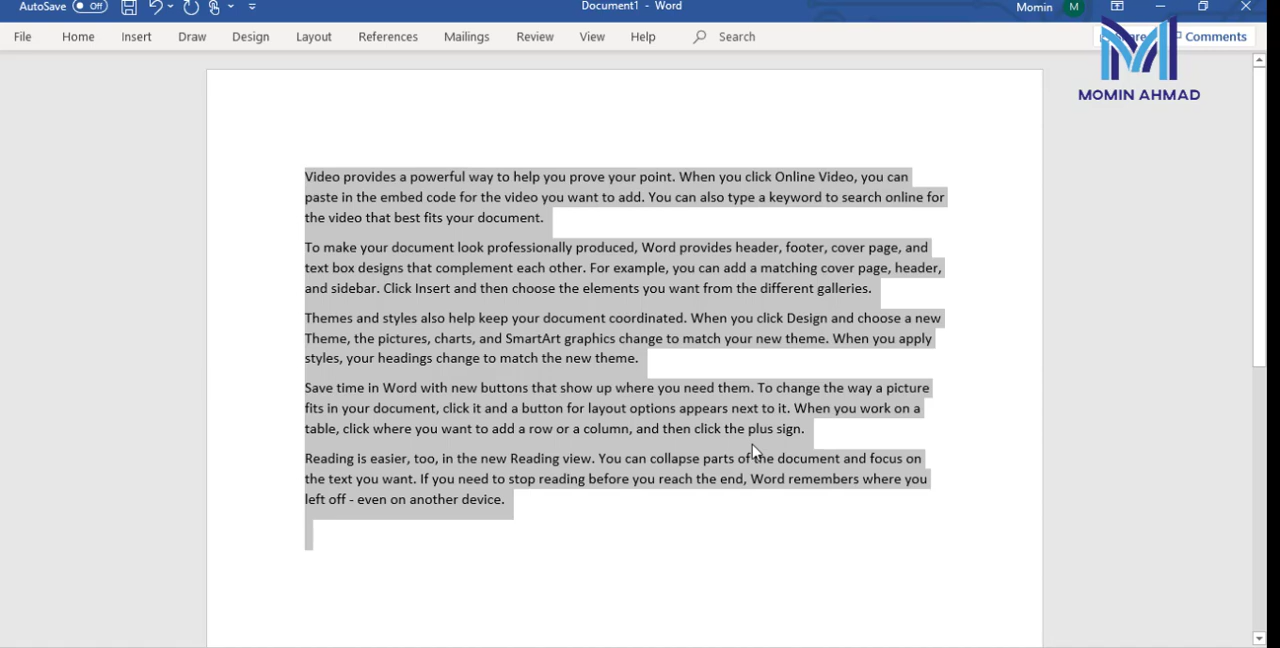 AutoSave Off Document1 - Word Momin M
File Home Insert Draw Design Layout References Mailings Review View Help Search Comments
MOMIN AHMAD
Video provides a powerful way to help you prove your point. When you click Online Video, you can
paste in the embed code for the video you want to add. You can also type a keyword to search online for
the video that best fits your document.
To make your document look professionally produced, Word provides header, footer, cover page, and
text box designs that complement each other. For example, you can add a matching cover page, header,
and sidebar. Click Insert and then choose the elements you want from the different galleries.
Themes and styles also help keep your document coordinated. When you click Design and choose a new
Theme, the pictures, charts, and SmartArt graphics change to match your new theme. When you apply
styles, your headings change to match the new theme.
Save time in Word with new buttons that show up where you need them. To change the way a picture
fits in your document, click it and a button for layout options appears next to it. When you work on a
table, click where you want to add a row or a column, and then click the plus sign.
Reading is easier, too, in the new Reading view. You can collapse parts of the document and focus on
the text you want. If you need to stop reading before you reach the end, Word remembers where you
left off - even on another device.